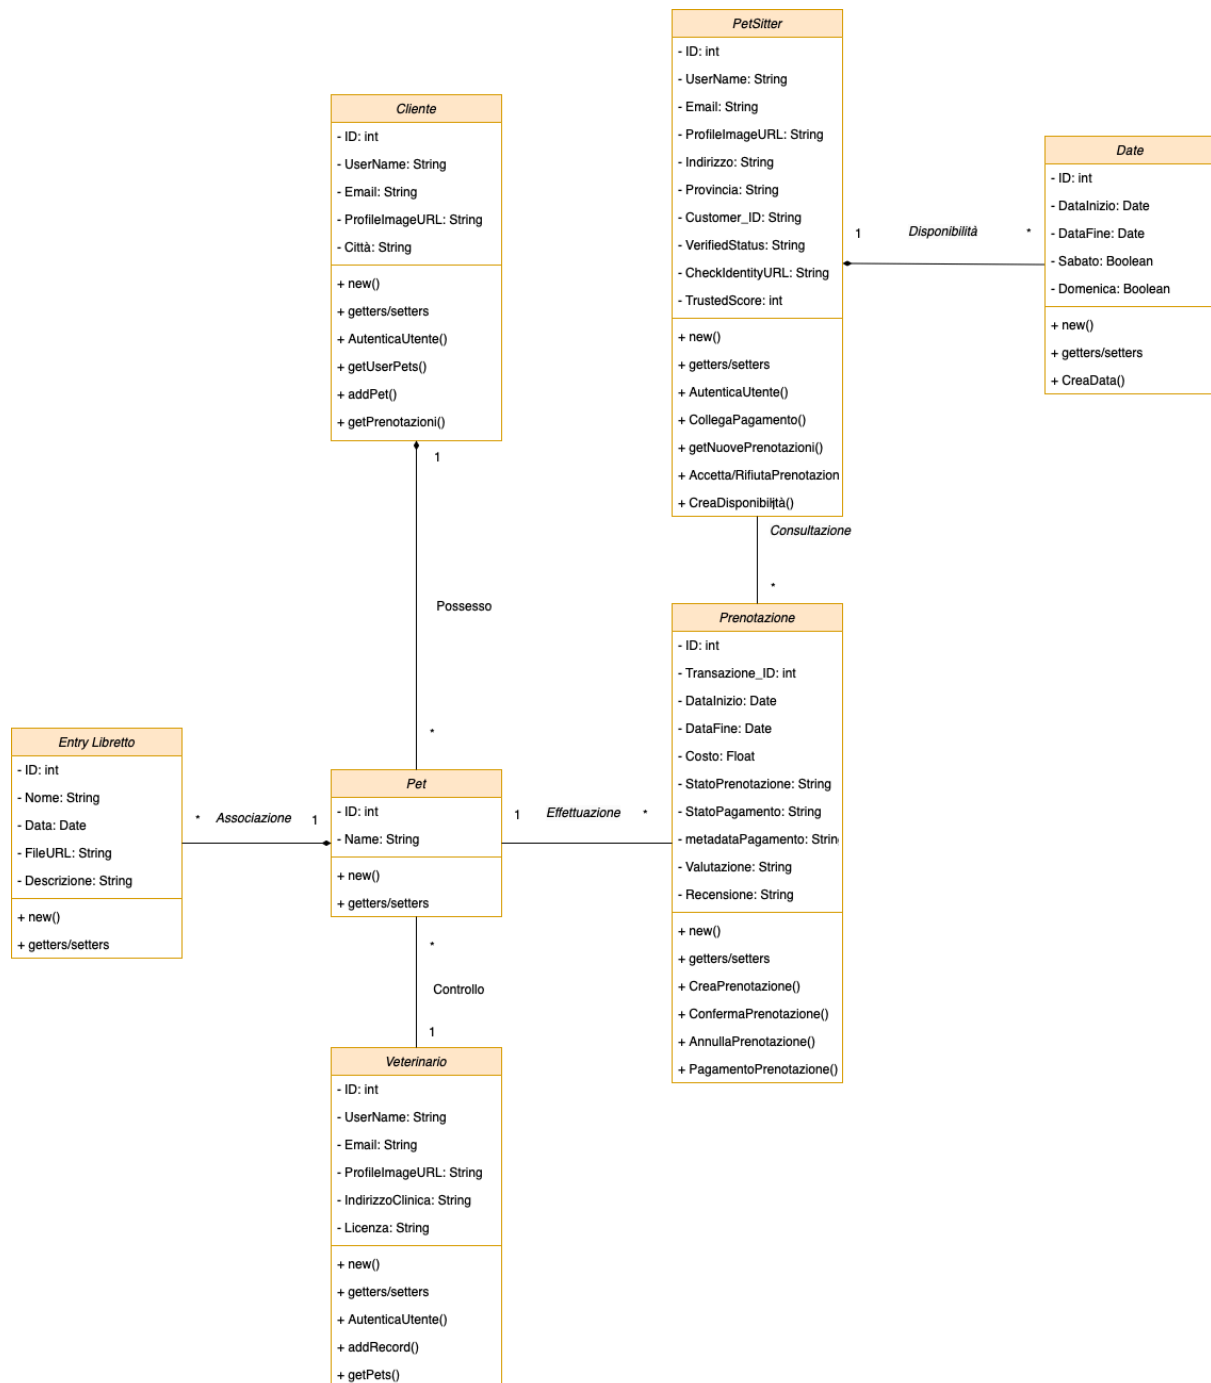 PetSitter
- ID: int
- UserName: String
- Email: String
- ProfileImageURL: String
- Indirizzo: String
- Provincia: String
- Customer_ID: String
- VerifiedStatus: String
- CheckIdentityURL: String
- TrustedScore: int
+ new()
+ getters/setters
+ AutenticaUtente()
+ CollegaPagamento()
+ getNuovePrenotazioni()
+ Accetta/RifiutaPrenotazion
+ CreaDisponibilità()
Cliente
- ID: int
- UserName: String
- Email: String
- ProfileImageURL: String
- Città: String
+ new()
+ getters/setters
+ AutenticaUtente()
+ getUserPets()
+ addPet()
+ getPrenotazioni()
Date
- ID: int
- DataInizio: Date
- DataFine: Date
- Sabato: Boolean
- Domenica: Boolean
+ new()
+ getters/setters
+ CreaData()
1 Disponibilità *
1
Possesso
*
Consultazione
*
Prenotazione
- ID: int
- Transazione_ID: int
- DataInizio: Date
- DataFine: Date
- Costo: Float
- StatoPrenotazione: String
- StatoPagamento: String
- metadataPagamento: Strin
- Valutazione: String
- Recensione: String
+ new()
+ getters/setters
+ CreaPrenotazione()
+ ConfermaPrenotazione()
+ AnnullaPrenotazione()
+ PagamentoPrenotazione()
Entry Libretto
- ID: int
- Nome: String
- Data: Date
- FileURL: String
- Descrizione: String
+ new()
+ getters/setters
* Associazione 1
Pet
- ID: int
- Name: String
+ new()
+ getters/setters
1 Effettuazione *
*
Controllo
1
Veterinario
- ID: int
- UserName: String
- Email: String
- ProfileImageURL: String
- IndirizzoClinica: String
- Licenza: String
+ new()
+ getters/setters
+ AutenticaUtente()
+ addRecord()
+ getPets()